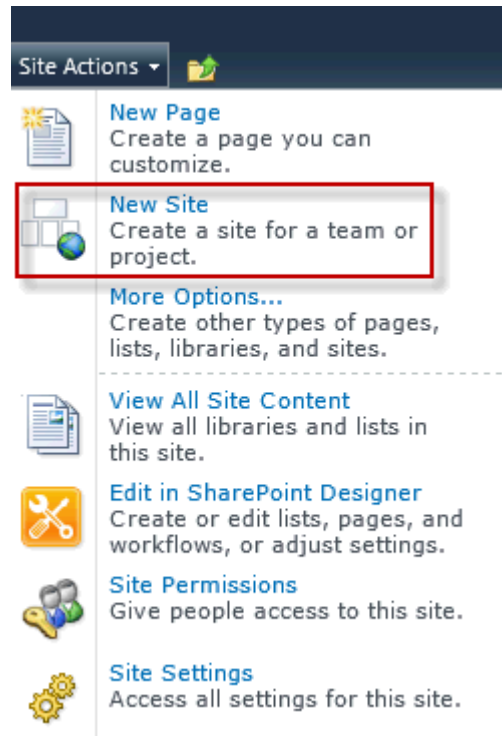 Site Actions
New Page
Create a page you can
customize.
New Site
Create a site for a team or
project.
More Options...
Create other types of pages,
lists, libraries, and sites.
View All Site Content
View all libraries and lists in
this site.
Edit in SharePoint Designer
Create or edit lists, pages, and
workflows, or adjust settings.
Site Permissions
Give people access to this site.
Site Settings
Access all settings for this site.